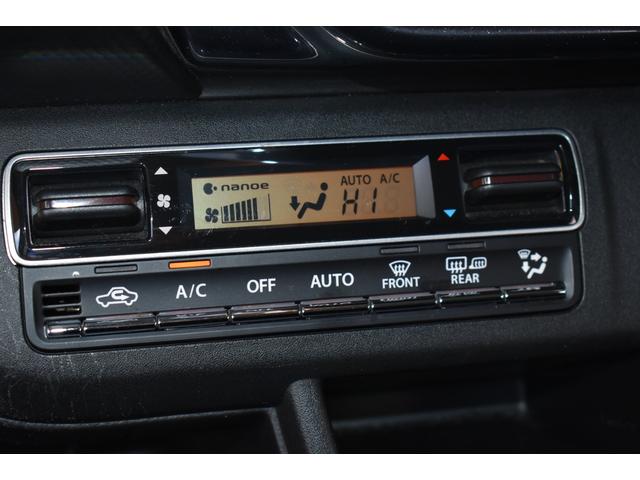 nanoe AUTO A/C
HI
A/C OFF AUTO FRONT REAR